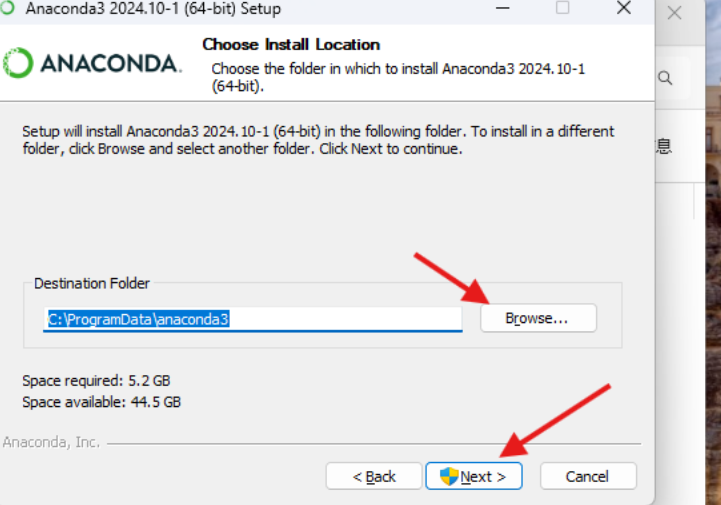 Anaconda3 2024.10-1 (64-bit) Setup
ANACONDA.
Choose Install Location
Choose the folder in which to install Anaconda3 2024.10-1
(64-bit).
息
Setup will install Anaconda3 2024.10-1 (64-bit) in the following folder. To install in a different
folder, click Browse and select another folder. Click Next to continue.
Destination Folder
C:\ProgramData\anaconda3
Browse...
Space required: 5.2 GB
Space available: 44.5 GB
Anaconda, Inc.
< Back
Next >
Cancel